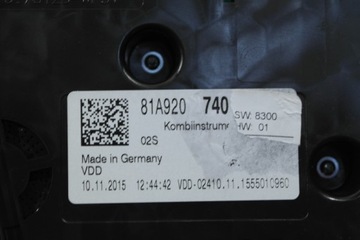 81A920 740
Kombiinstrume
SW: 8300
HW: 01
02S
Made in Germany
VDD
10.11.2015 12:44:42 VDD-02410.11.1555010960